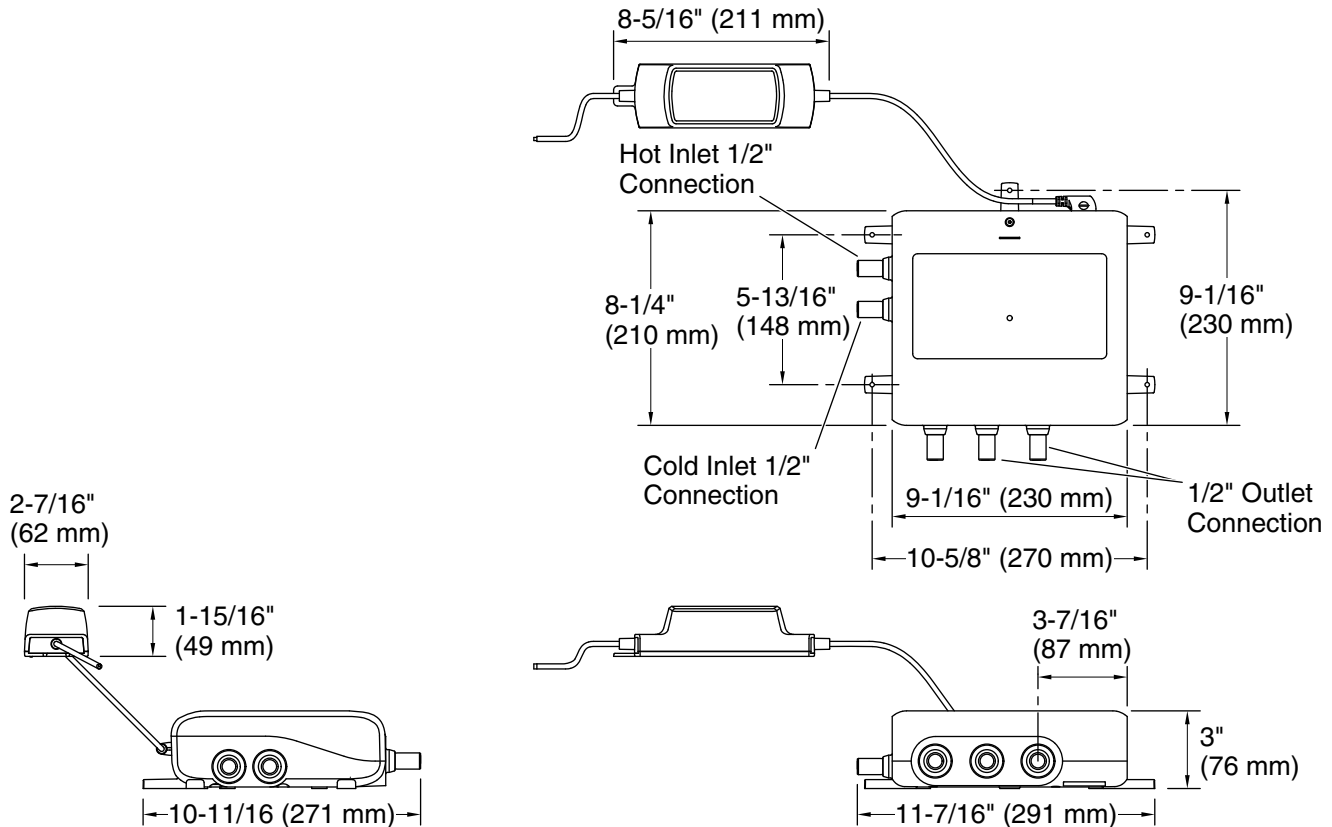 8-5/16" (211 mm)
Hot Inlet 1/2"
Connection
8-1/4"
(210 mm)
5-13/16"
(148 mm)
9-1/16"
(230 mm)
Cold Inlet 1/2"
Connection
9-1/16" (230 mm)
1/2" Outlet
Connection
10-5/8" (270 mm)
2-7/16"
(62 mm)
1-15/16"
(49 mm)
3-7/16"
(87 mm)
3"
(76 mm)
10-11/16 (271 mm)
11-7/16" (291 mm)